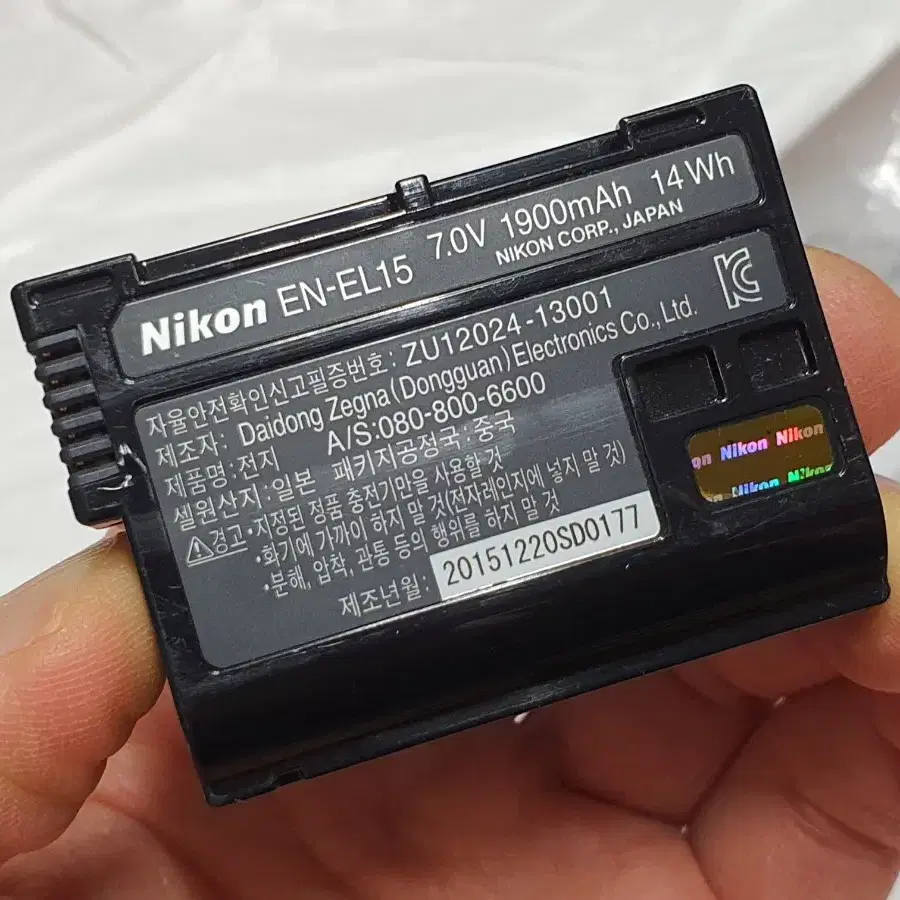 Nikon EN-EL15 7.0V 1900mAh 14Wh
NIKON CORP., JAPAN
자율안전확인신고필증번호: ZU12024-13001
제조자: Daidong Zegna(Dongguan)Electronics Co., Ltd.
제품명:전지 A/S:080-800-6600
셀원산지:일본 패키지공정국:중국
⚠경고·지정된 정품 충전기만을 사용할 것
·화기에 가까이 하지 말 것(전자레인지에 넣지 말 것)
·분해, 압착, 관통 등의 행위를 하지 말 것
제조년월: 20151220SD0177
Nikon Nikon
Nikon